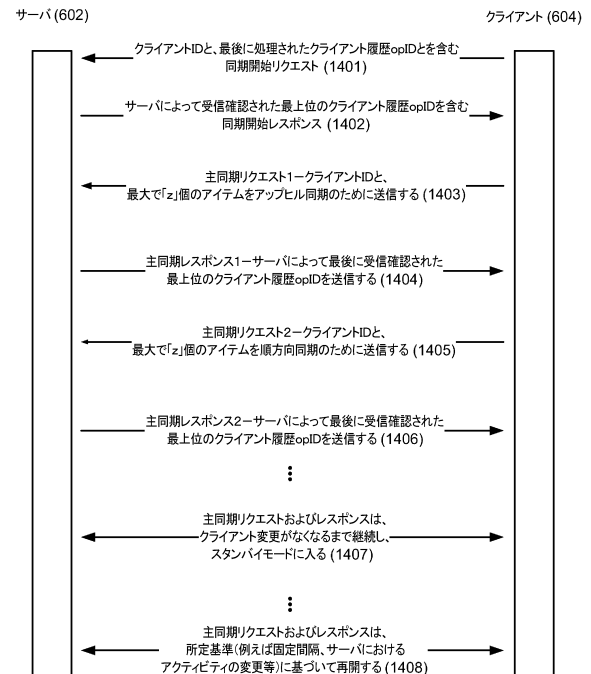 サーバ (602)
クライアント (604)
クライアントIDと、最後に処理されたクライアント履歴opIDとを含む
同期開始リクエスト (1401)
サーバによって受信確認された最上位のクライアント履歴opIDを含む
同期開始レスポンス (1402)
主同期リクエスト1－クライアントIDと、
最大で「z」個のアイテムをアップヒル同期のために送信する (1403)
主同期レスポンス1－サーバによって最後に受信確認された
最上位のクライアント履歴opIDを送信する (1404)
主同期リクエスト2－クライアントIDと、
最大で「z」個のアイテムを順方向同期のために送信する (1405)
主同期レスポンス2－サーバによって最後に受信確認された
最上位のクライアント履歴opIDを送信する (1406)
主同期リクエストおよびレスポンスは、
クライアント変更がなくなるまで継続し、
スタンバイモードに入る (1407)
主同期リクエストおよびレスポンスは、
所定基準(例えば固定間隔、サーバにおける
アクティビティの変更等)に基づいて再開する (1408)